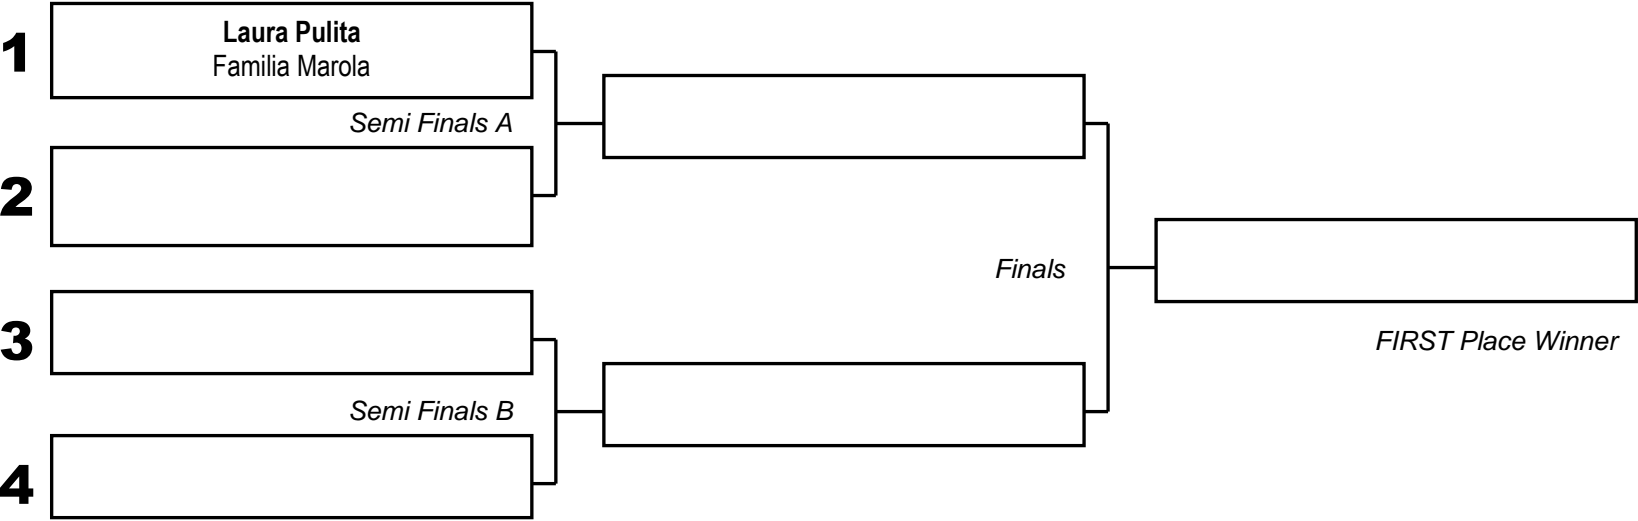 1
Laura Pulita
Familia Marola
Semi Finals A
2
Finals
3
FIRST Place Winner
Semi Finals B
4